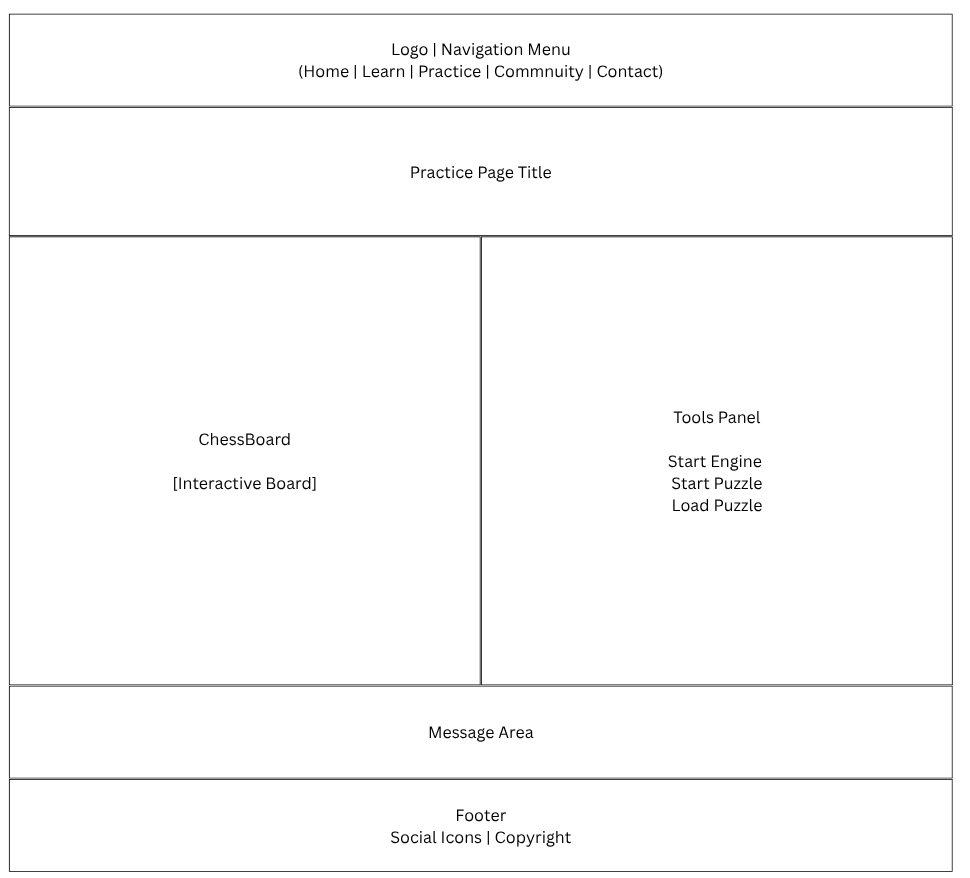 Logo | Navigation Menu
(Home | Learn | Practice | Commnuity | Contact)
Practice Page Title
ChessBoard
[Interactive Board]
Tools Panel
Start Engine
Start Puzzle
Load Puzzle
Message Area
Footer
Social Icons | Copyright